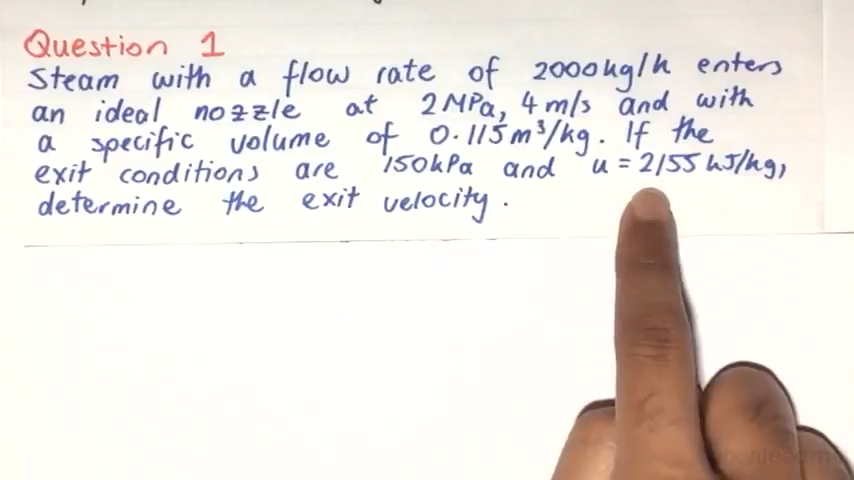 Question 1
Steam with a flow rate of 2000kg/h enters
an ideal nozzle at 2MPa, 4 m/s and with
a specific volume of 0.115m³/kg. If the
exit conditions are 150kPa and u = 2155 kJ/kg,
determine the exit velocity.